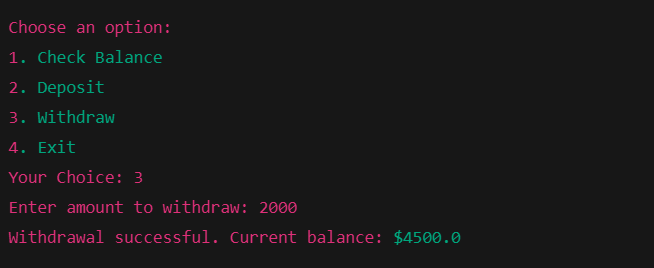 Choose an option:
1. Check Balance
2. Deposit
3. Withdraw
4. Exit
Your Choice: 3
Enter amount to withdraw: 2000
Withdrawal successful. Current balance: $4500.0